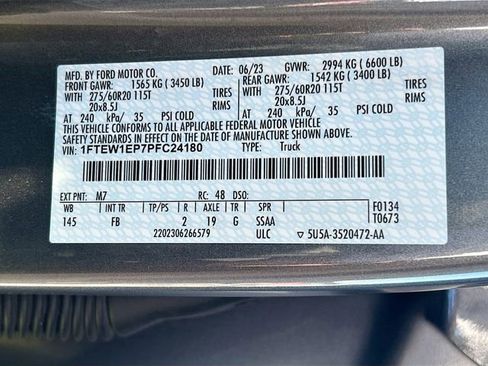 MFD. BY FORD MOTOR CO. 06/23 GVWR: 2994 KG (6600 LB)
FRONT GAWR: 1565 KG (3450 LB) REAR GAWR: 1542 KG (3400 LB)
WITH 275/60R20 115T TIRES WITH 275/60R20 115T TIRES
20x8.5J RIMS 20x8.5J RIMS
AT 240 kPa/ 35 PSI COLD AT 240 kPa/ 35 PSI COLD
THIS VEHICLE CONFORMS TO ALL APPLICABLE FEDERAL MOTOR VEHICLE
SAFETY STANDARDS IN EFFECT ON THE DATE OF MANUFACTURE SHOWN ABOVE.
VIN: 1FTEW1EP7PFC24180 TYPE: Truck
EXT PNT: M7 RC: 48 DSO:
WB INT TR TP/PS R AXLE TR SPR F0134
145 FB 2 19 G SSAA T0673
2202306266579 ULC ▽ 5U5A-3520472-AA